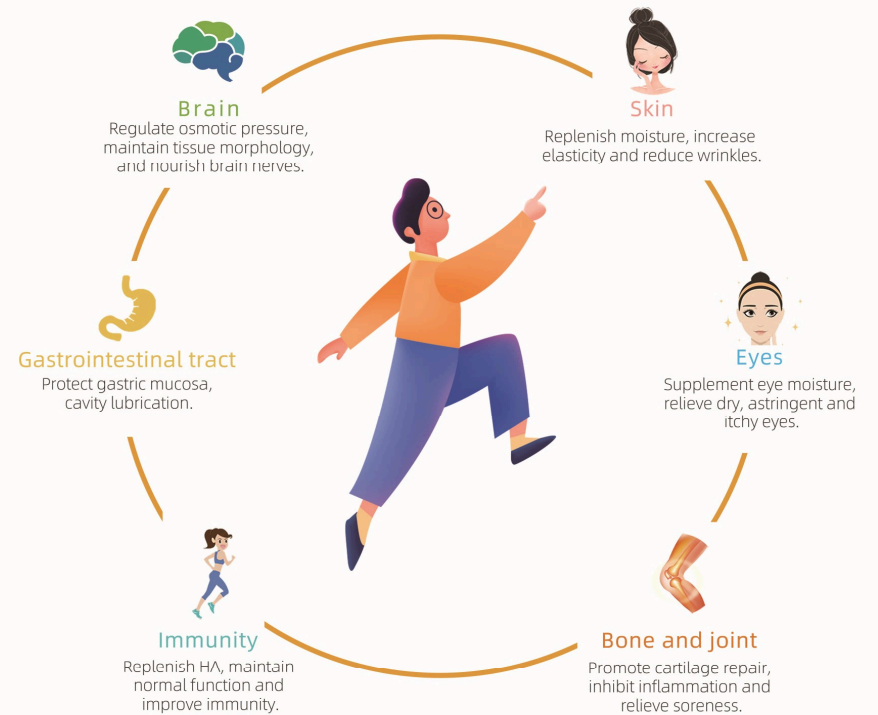 Brain
Regulate osmotic pressure,
maintain tissue morphology,
and nourish brain nerves.
Skin
Replenish moisture, increase
elasticity and reduce wrinkles.
Gastrointestinal tract
Protect gastric mucosa,
cavity lubrication.
Eyes
Supplement eye moisture,
relieve dry, astringent and
itchy eyes.
Immunity
Replenish HA, maintain
normal function and
improve immunity.
Bone and joint
Promote cartilage repair,
inhibit inflammation and
relieve soreness.